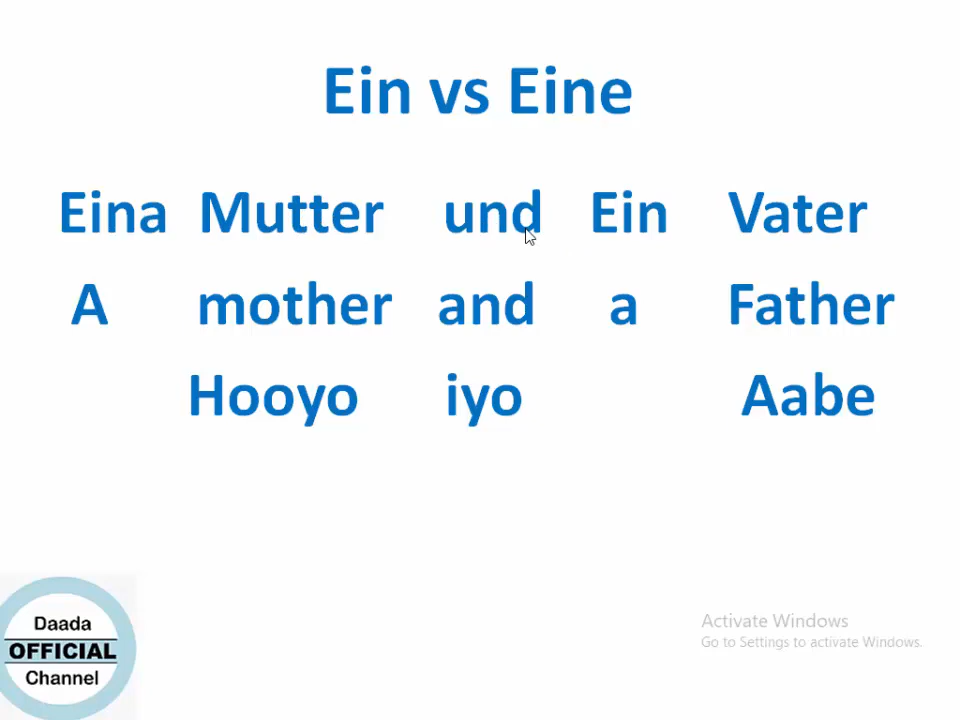 Ein vs Eine
Eina Mutter und Ein Vater
A mother and a Father
Hooyo iyo Aabe
Daada
OFFICIAL
Channel
Activate Windows
Go to Settings to activate Windows.